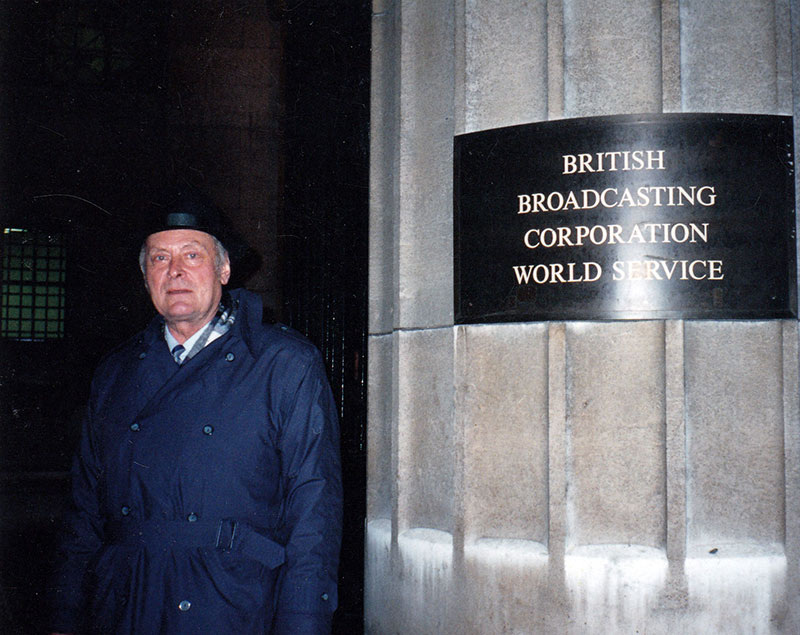 BRITISH
BROADCASTING
CORPORATION
WORLD SERVICE